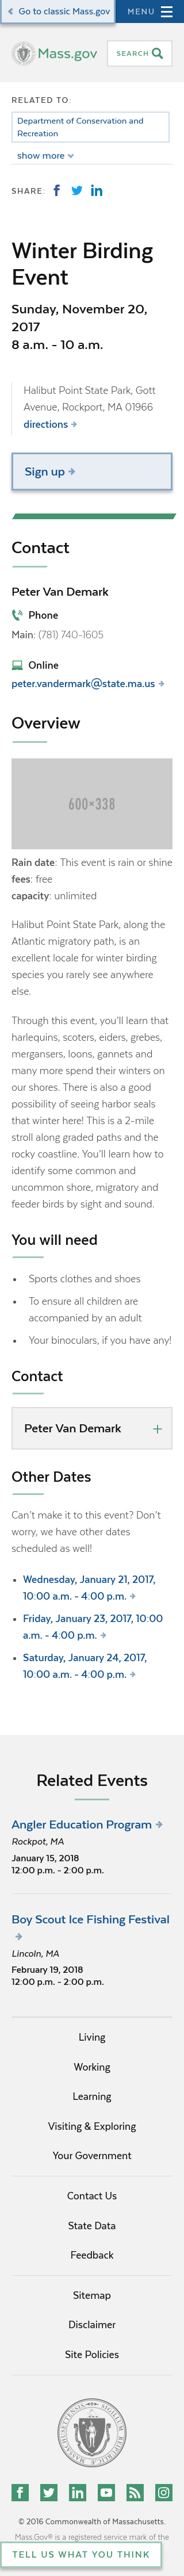 Go to classic Mass.gov
MENU
Mass.gov
SEARCH
RELATED TO:
Department of Conservation and
Recreation
show more
SHARE:
Winter Birding
Event
Sunday, November 20,
2017
8 a.m. - 10 a.m.
Halibut Point State Park, Gott
Avenue, Rockport, MA 01966
directions
Sign up
Contact
Peter Van Demark
Phone
Main: (781) 740-1605
Online
peter.vandermark@state.ma.us
Overview
600×338
Rain date: This event is rain or shine
fees: free
capacity: unlimited
Halibut Point State Park, along the
Atlantic migratory path, is an
excellent locale for winter birding
species you rarely see anywhere
else.
Through this event, you'll learn that
harlequins, scoters, eiders, grebes,
mergansers, loons, gannets and
many more spend their winters on
our shores. There is also a good
possibility of seeing harbor seals
that winter here! This is a 2-mile
stroll along graded paths and the
rocky coastline. You'll learn how to
identify some common and
uncommon shore, migratory and
feeder birds by sight and sound.
You will need
Sports clothes and shoes
To ensure all children are
accompanied by an adult
Your binoculars, if you have any!
Contact
Peter Van Demark
Other Dates
Can't make it to this event? Don't
worry, we have other dates
scheduled as well!
Wednesday, January 21, 2017,
10:00 a.m. - 4:00 p.m.
Friday, January 23, 2017, 10:00
a.m. - 4:00 p.m.
Saturday, January 24, 2017,
10:00 a.m. - 4:00 p.m.
Related Events
Angler Education Program
Rockpot, MA
January 15, 2018
12:00 p.m. - 2:00 p.m.
Boy Scout Ice Fishing Festival
Lincoln, MA
February 19, 2018
12:00 p.m. - 2:00 p.m.
Living
Working
Learning
Visiting & Exploring
Your Government
Contact Us
State Data
Feedback
Sitemap
Disclaimer
Site Policies
© 2016 Commonwealth of Massachusetts.
Mass.Gov® is a registered service mark of the
TELL US WHAT YOU THINK